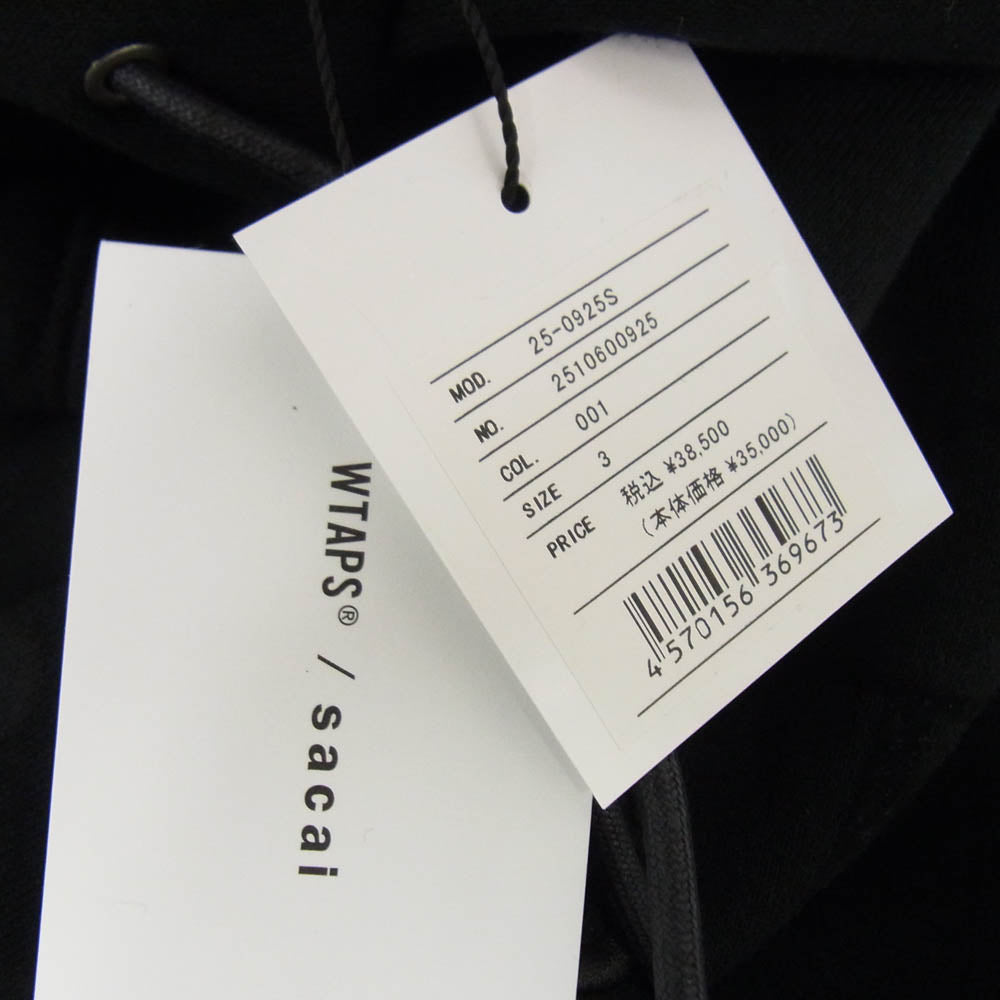 WTAPS® / sacai
MOD. 25-0925S
NO. 2510600925
COL. 001
SIZE 3
PRICE 税込 ¥38,500
(本体価格 ¥35,000)
4570156369673